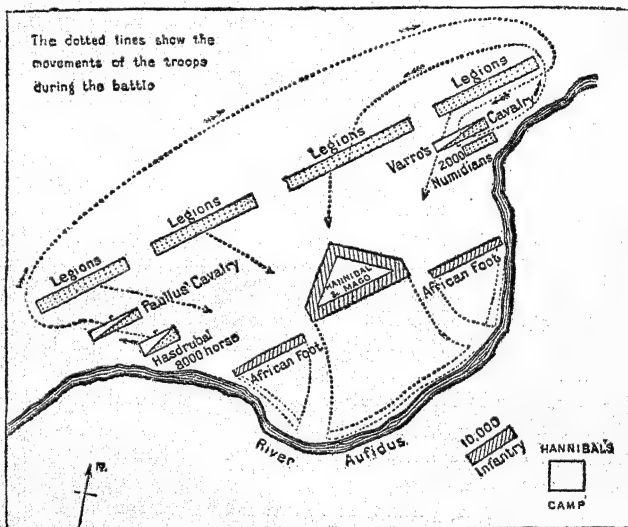 The dotted lines show the
movements of the troops
during the battle
Legions
Legions
Legions
Legions
Varro's Cavalry
2000
Numidians
Paullus' Cavalry
Hasdrubal
8000 horse
HANNIBAL
& MAGO
African Foot
African Foot
River Aufidus.
10,000
Infantry
HANNIBAL'S
CAMP
N.